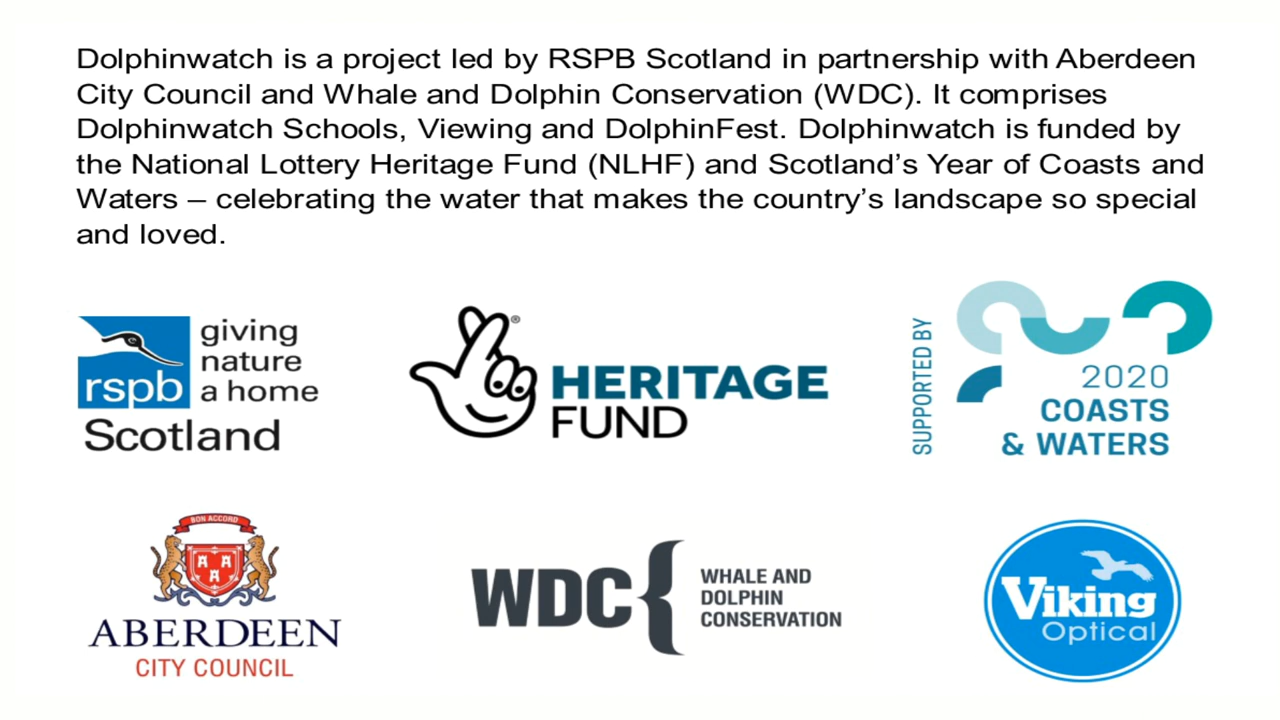 Dolphinwatch is a project led by RSPB Scotland in partnership with Aberdeen
City Council and Whale and Dolphin Conservation (WDC). It comprises
Dolphinwatch Schools, Viewing and DolphinFest. Dolphinwatch is funded by
the National Lottery Heritage Fund (NLHF) and Scotland’s Year of Coasts and
Waters – celebrating the water that makes the country’s landscape so special
and loved.
giving
nature
a home
rspb
Scotland
®
HERITAGE
FUND
SUPPORTED BY
2020
COASTS
& WATERS
BON ACCORD
ABERDEEN
CITY COUNCIL
WDC
WHALE AND
DOLPHIN
CONSERVATION
Viking
Optical